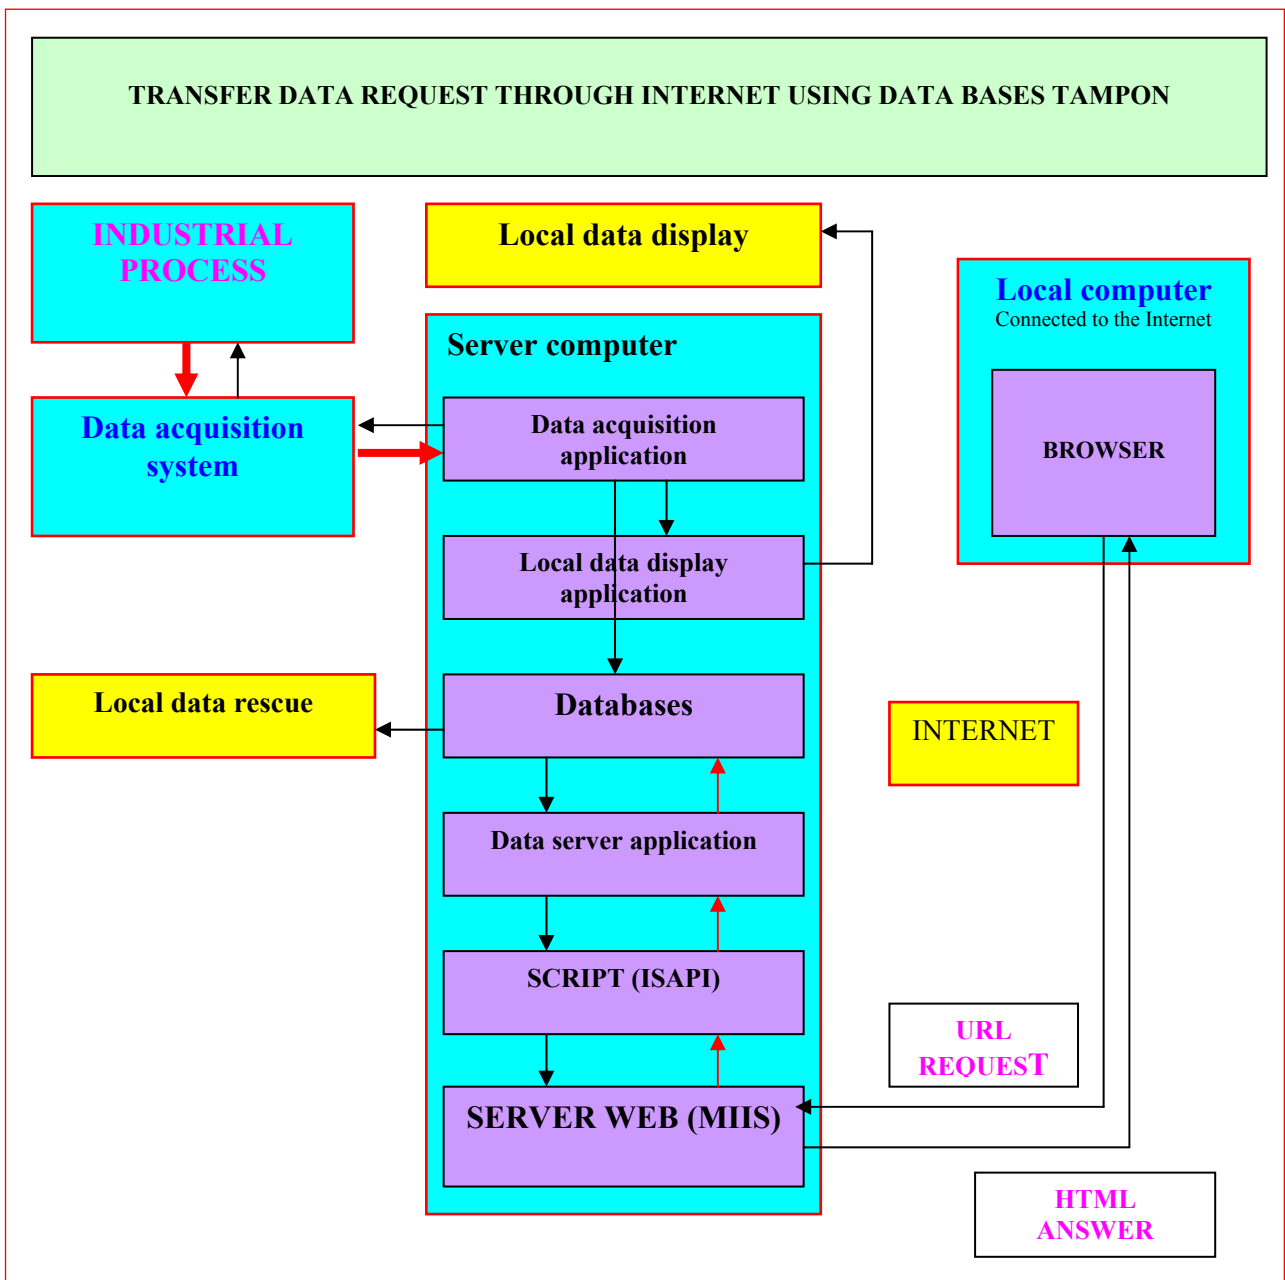 TRANSFER DATA REQUEST THROUGH INTERNET USING DATA BASES TAMPON
INDUSTRIAL
PROCESS
Local data display
Local computer
Connected to the Internet
Server computer
Data acquisition
system
Data acquisition
application
BROWSER
Local data display
application
Local data rescue
Databases
INTERNET
Data server application
SCRIPT (ISAPI)
URL
REQUEST
SERVER WEB (MIIS)
HTML
ANSWER